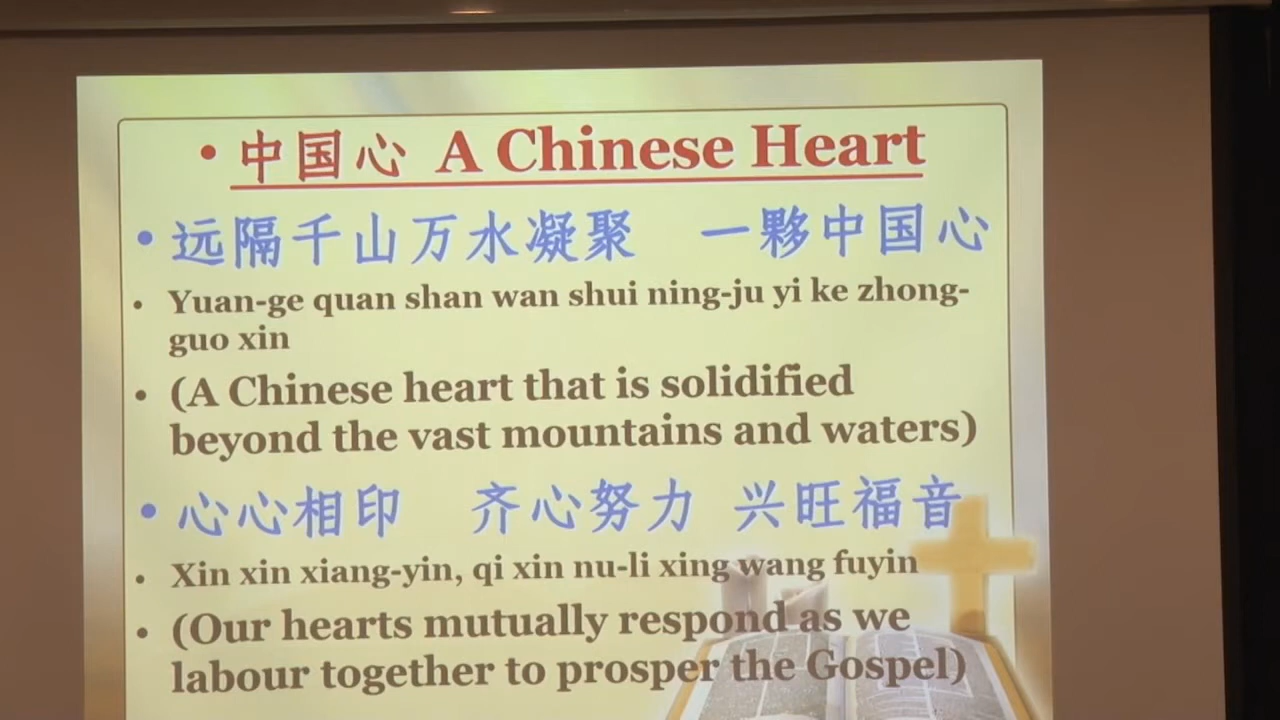 • 中国心 A Chinese Heart
• 远隔千山万水凝聚 一夥中国心
• Yuan-ge quan shan wan shui ning-ju yi ke zhong-
guo xin
• (A Chinese heart that is solidified
beyond the vast mountains and waters)
• 心心相印 齐心努力 兴旺福音
• Xin xin xiang-yin, qi xin nu-li xing wang fuyin
• (Our hearts mutually respond as we
labour together to prosper the Gospel)